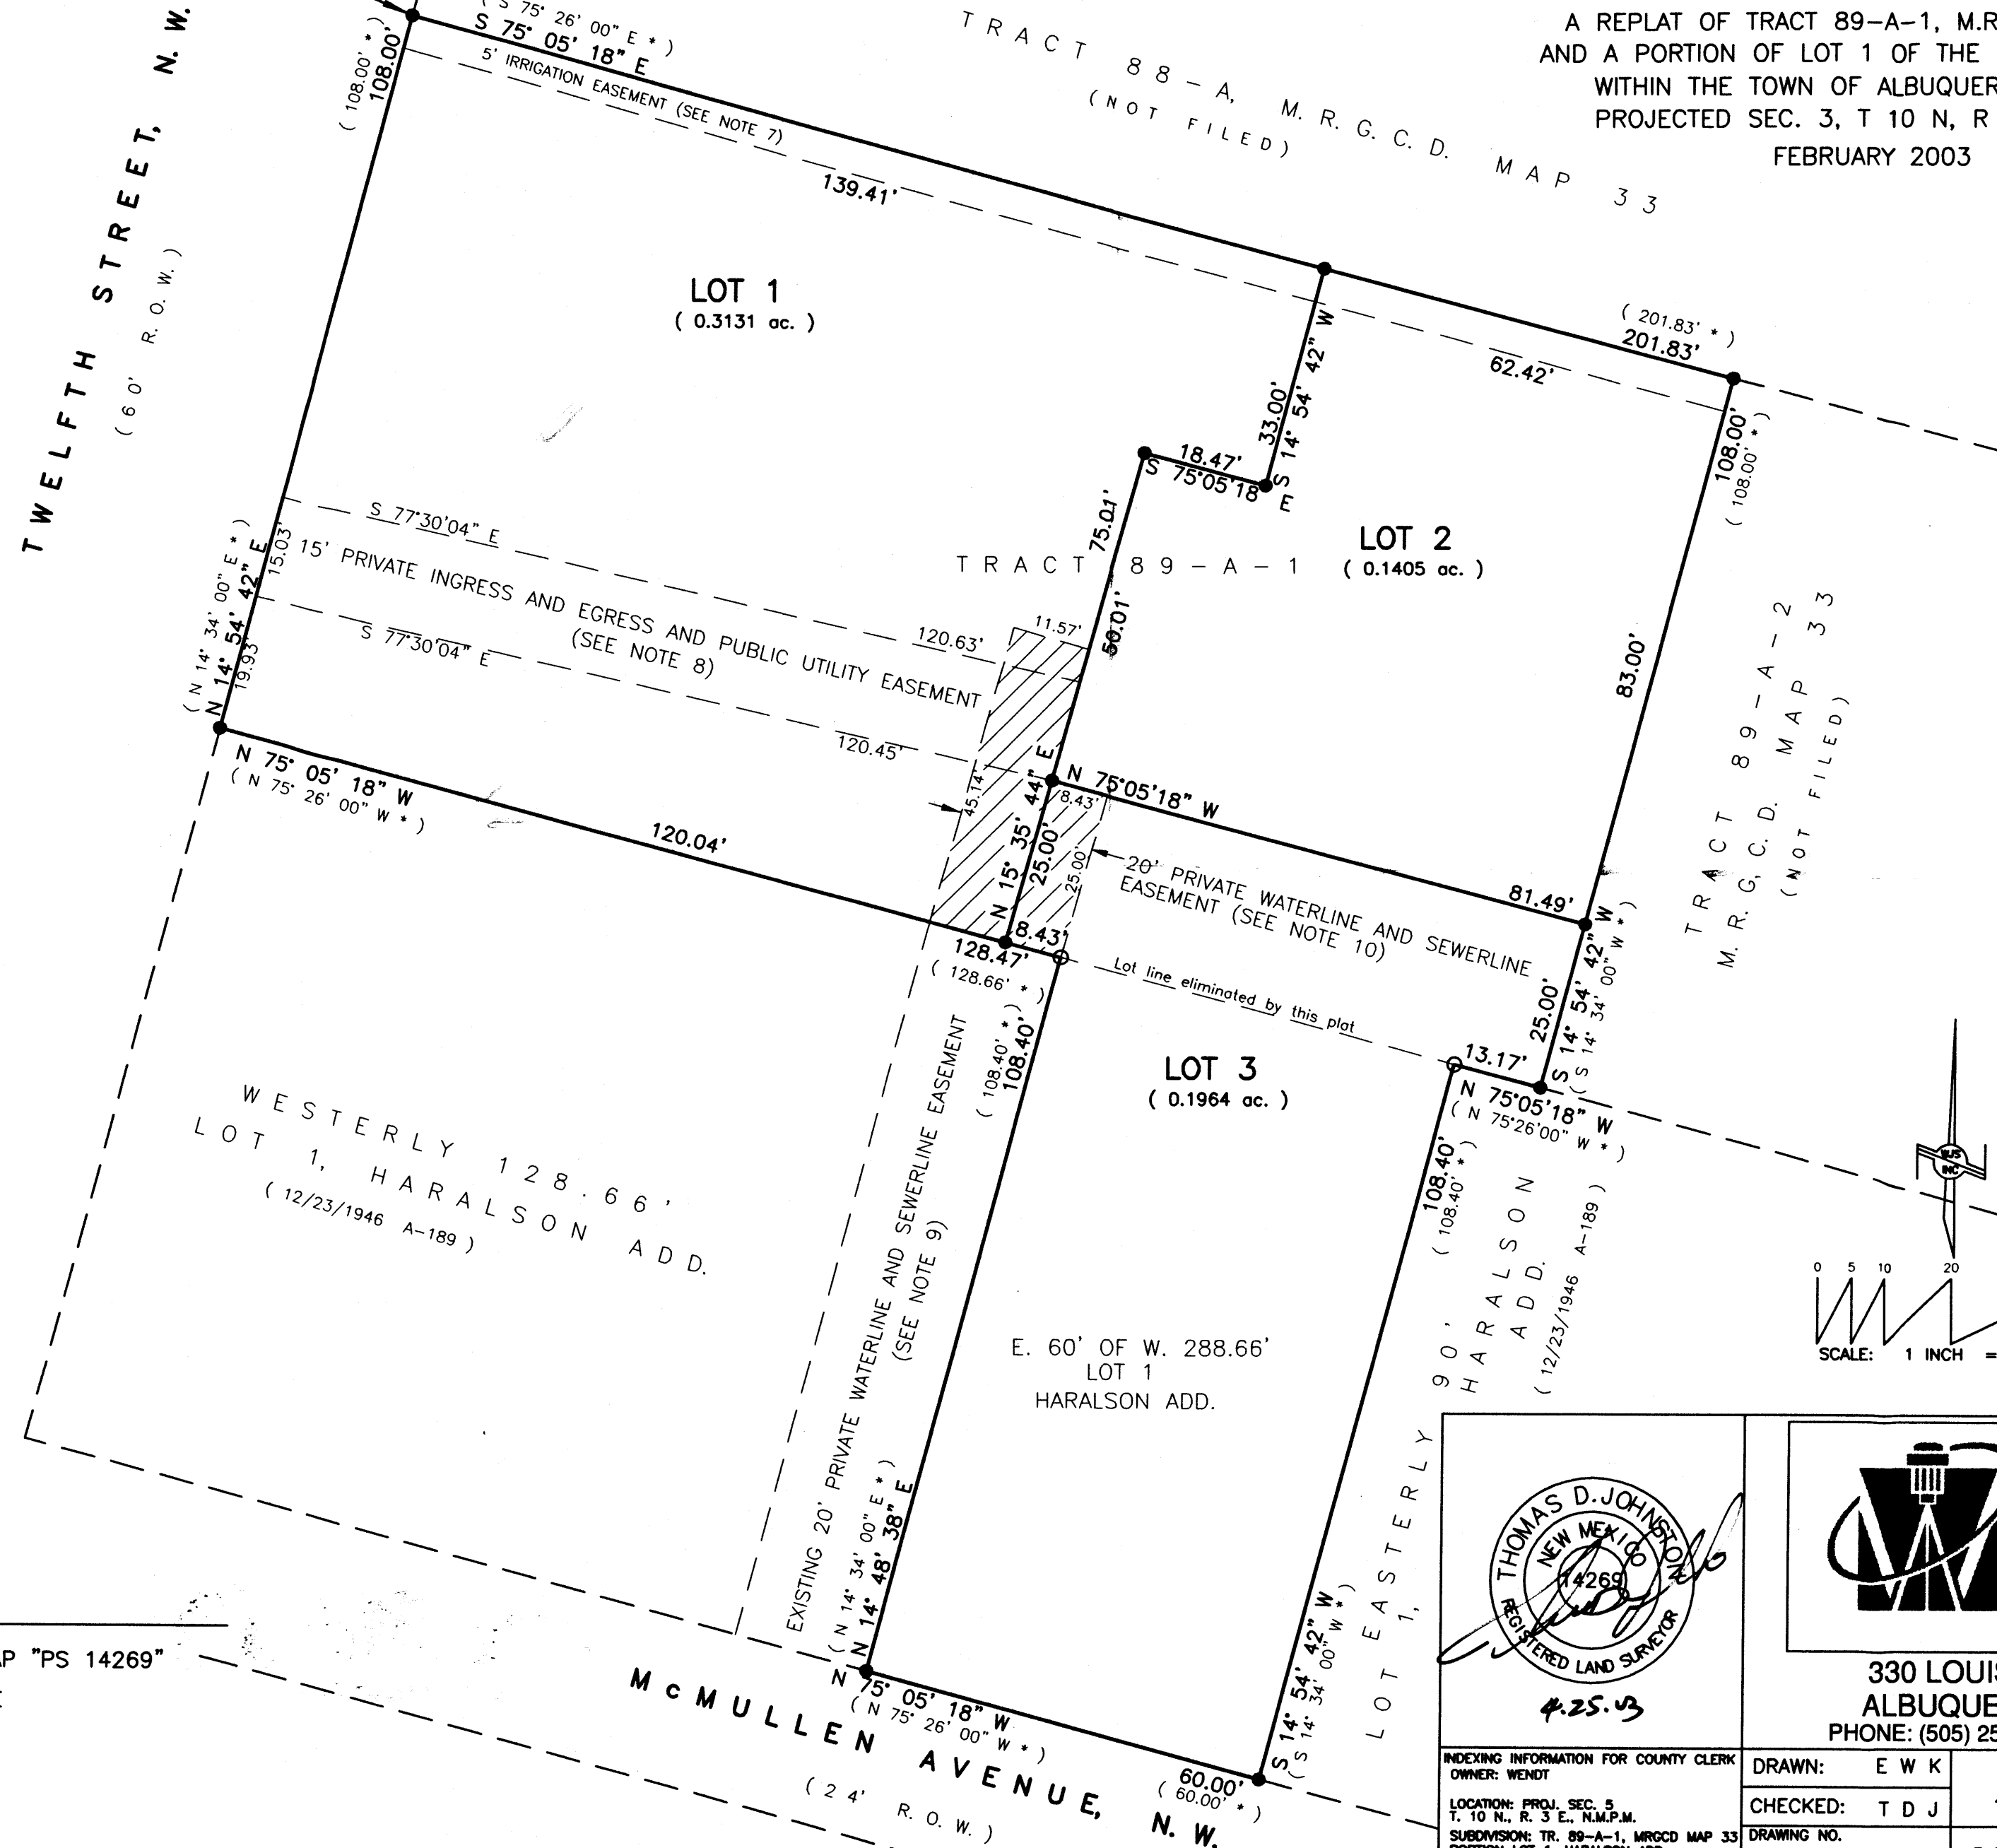 A REPLAT OF TRACT 89-A-1, M.R
AND A PORTION OF LOT 1 OF THE
WITHIN THE TOWN OF ALBUQUER
PROJECTED SEC. 3, T 10 N, R
FEBRUARY 2003
TWELFTH STREET, N. W.
( 60' R. O. W. )
( 108.00' * )
108.00'
( S 75° 26' 00" E * )
S 75° 05' 18" E
5' IRRIGATION EASEMENT (SEE NOTE 7)
139.41'
TRACT 88-A, M. R. G. C. D. MAP 33
( NOT FILED )
LOT 1
( 0.3131 ac. )
( 201.83' * )
201.83'
62.42'
33.00'
S 14° 54' 42" W
18.47'
S 75°05'18 E
75.01'
50.01'
LOT 2
( 0.1405 ac. )
TRACT 89-A-1
108.00'
( 108.00' * )
83.00'
TRACT 89-A-2
M. R. G. C. D. MAP 33
( NOT FILED )
( N 14° 34' 00" E * )
N 14° 54' 42" E
15.03'
19.93'
S 77°30'04" E
15' PRIVATE INGRESS AND EGRESS AND PUBLIC UTILITY EASEMENT
(SEE NOTE 8)
S 77°30'04" E
120.63'
120.45'
11.57'
45.14'
N 15° 35' 44" E
25.00'
8.43'
25.00'
N 75°05'18" W
81.49'
20' PRIVATE WATERLINE AND SEWERLINE
EASEMENT (SEE NOTE 10)
N 75° 05' 18" W
( N 75° 26' 00" W * )
120.04'
8.43'
128.47'
( 128.66' * )
Lot line eliminated by this plat
25.00'
S 14° 54' 42" W
( S 14° 34' 00" W * )
13.17'
N 75°05'18" W
( N 75°26'00" W * )
WESTERLY 128.66'
LOT 1, HARALSON ADD.
( 12/23/1946 A-189 )
EXISTING 20' PRIVATE WATERLINE AND SEWERLINE EASEMENT
(SEE NOTE 9)
( 108.40' * )
108.40'
LOT 3
( 0.1964 ac. )
E. 60' OF W. 288.66'
LOT 1
HARALSON ADD.
108.40'
( 108.40' * )
LOT 1, EASTERLY 90',
HARALSON ADD.
( 12/23/1946 A-189 )
( N 14° 34' 00" E * )
N 14° 48' 38" E
S 14° 54' 42" W
( S 14° 34' 00" W * )
N 75° 05' 18" W
( N 75° 26' 00" W * )
60.00'
( 60.00' * )
McMULLEN AVENUE, N. W.
( 24' R. O. W. )
P "PS 14269"
WJS
INC
0 5 10 20
SCALE: 1 INCH =
THOMAS D. JOHNSTON
NEW MEXICO
14269
REGISTERED LAND SURVEYOR
4.25.03
330 LOUIS
ALBUQUE
PHONE: (505) 25
INDEXING INFORMATION FOR COUNTY CLERK
OWNER: WENDT
LOCATION: PROJ. SEC. 5
T. 10 N., R. 3 E., N.M.P.M.
SUBDIVISION: TR. 89-A-1, MRGCD MAP 33
DRAWN: E W K
CHECKED: T D J
DRAWING NO.